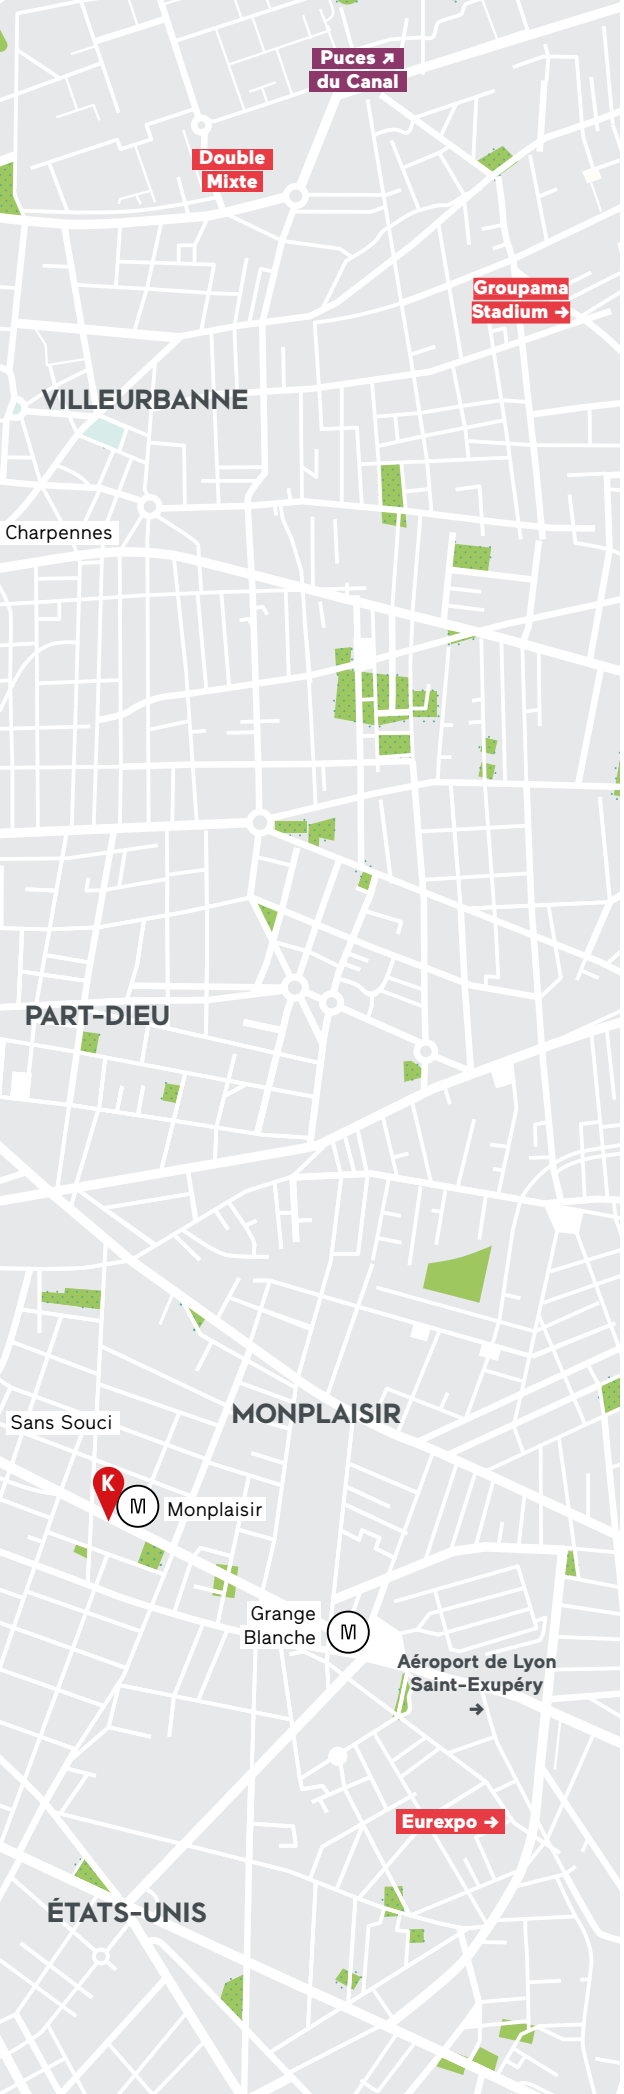 Puces ↗
du Canal
Double
Mixte
Groupama
Stadium →
VILLEURBANNE
Charpennes
PART-DIEU
MONPLAISIR
Sans Souci
K
M Monplaisir
Grange
Blanche M
Aéroport de Lyon
Saint-Exupéry
→
Eurexpo →
ÉTATS-UNIS